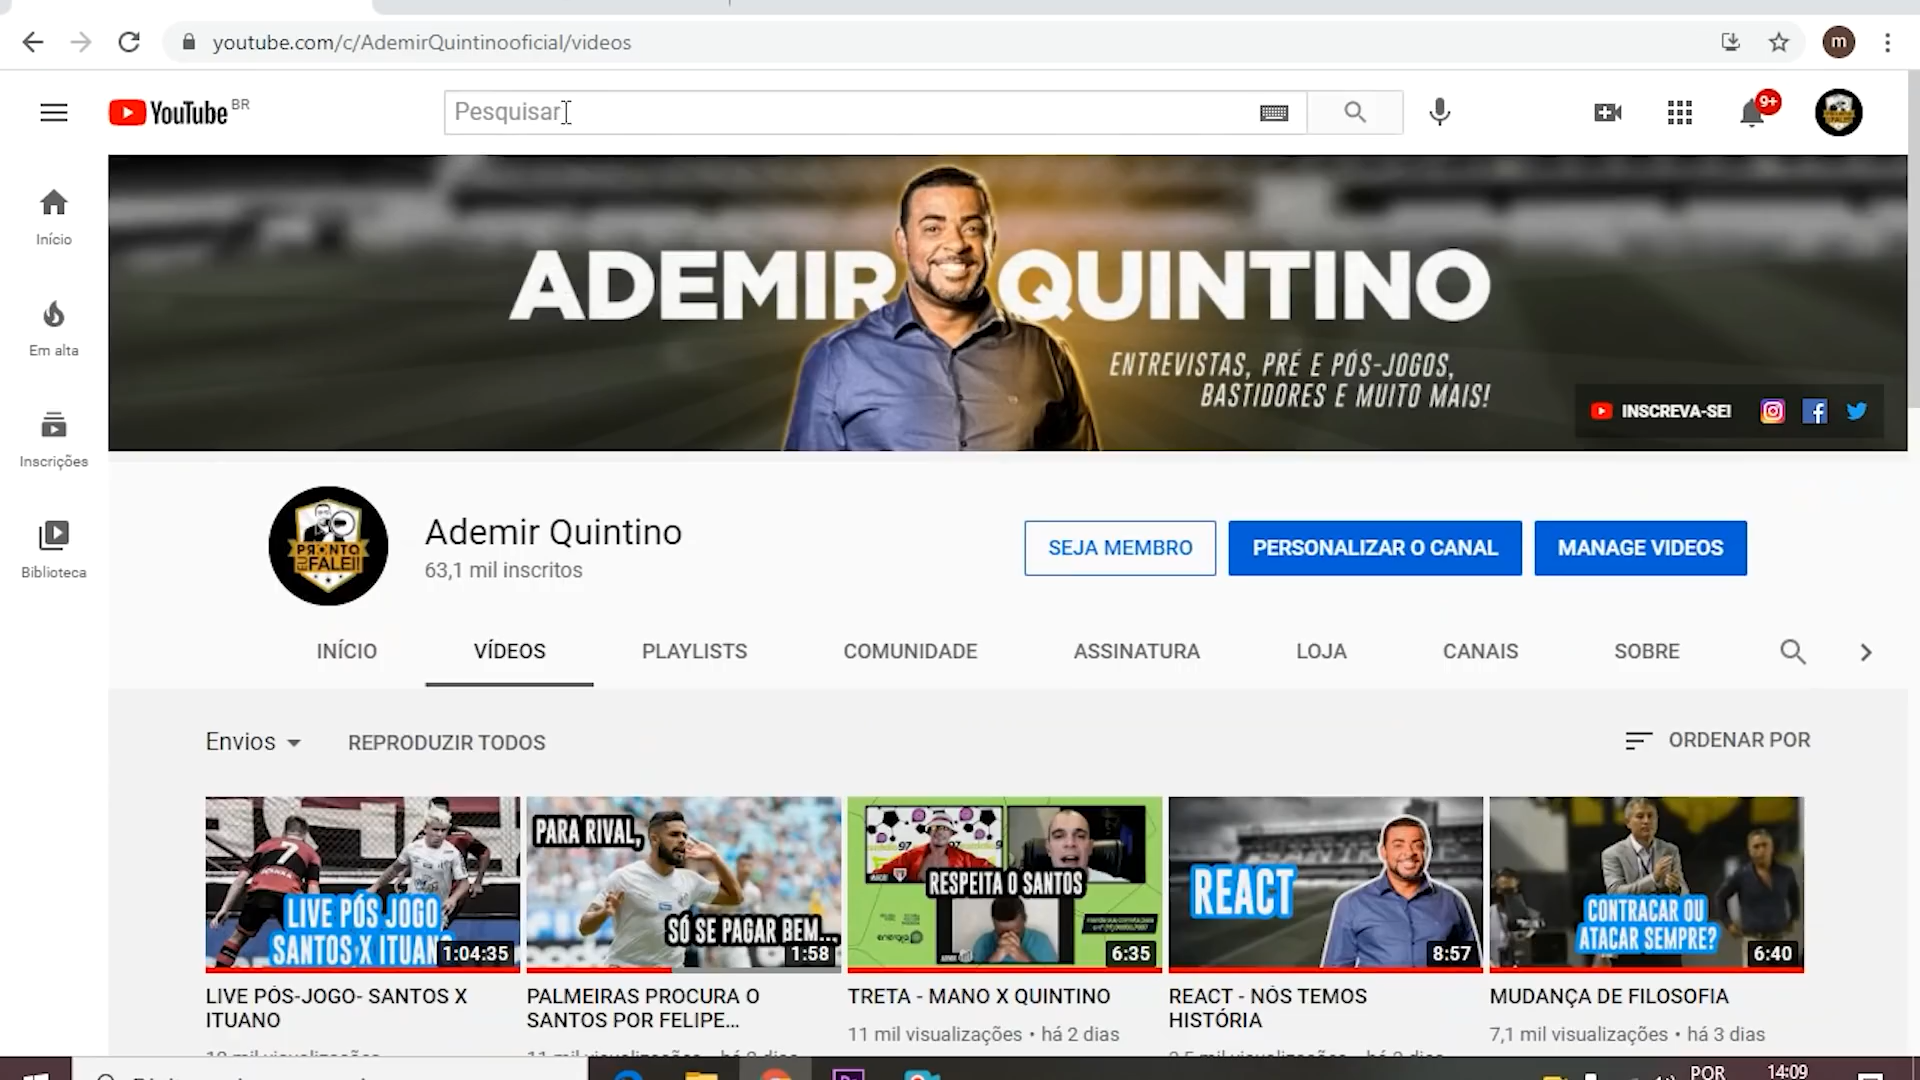 youtube.com/c/AdemirQuintinooficial/videos
m
YouTube BR
Pesquisar
9+
Início
Em alta
Inscrições
Biblioteca
ADEMIR QUINTINO
ENTREVISTAS, PRÉ E PÓS-JOGOS,
BASTIDORES E MUITO MAIS!
INSCREVA-SE!
PRONTO
FALEI!
Ademir Quintino
63,1 mil inscritos
SEJA MEMBRO
PERSONALIZAR O CANAL
MANAGE VIDEOS
INÍCIO
VÍDEOS
PLAYLISTS
COMUNIDADE
ASSINATURA
LOJA
CANAIS
SOBRE
Envios
REPRODUZIR TODOS
ORDENAR POR
7
LIVE PÓS JOGO
SANTOS X ITUAN
1:04:35
PARA RIVAL,
SÓ SE PAGAR BEM...
1:58
RESPEITA O SANTOS
energia
6:35
REACT
8:57
CONTRACAR OU
ATACAR SEMPRE?
6:40
LIVE PÓS-JOGO- SANTOS X
ITUANO
PALMEIRAS PROCURA O
SANTOS POR FELIPE...
TRETA - MANO X QUINTINO
11 mil visualizações • há 2 dias
REACT - NÓS TEMOS
HISTÓRIA
MUDANÇA DE FILOSOFIA
7,1 mil visualizações • há 3 dias
POR
14:09